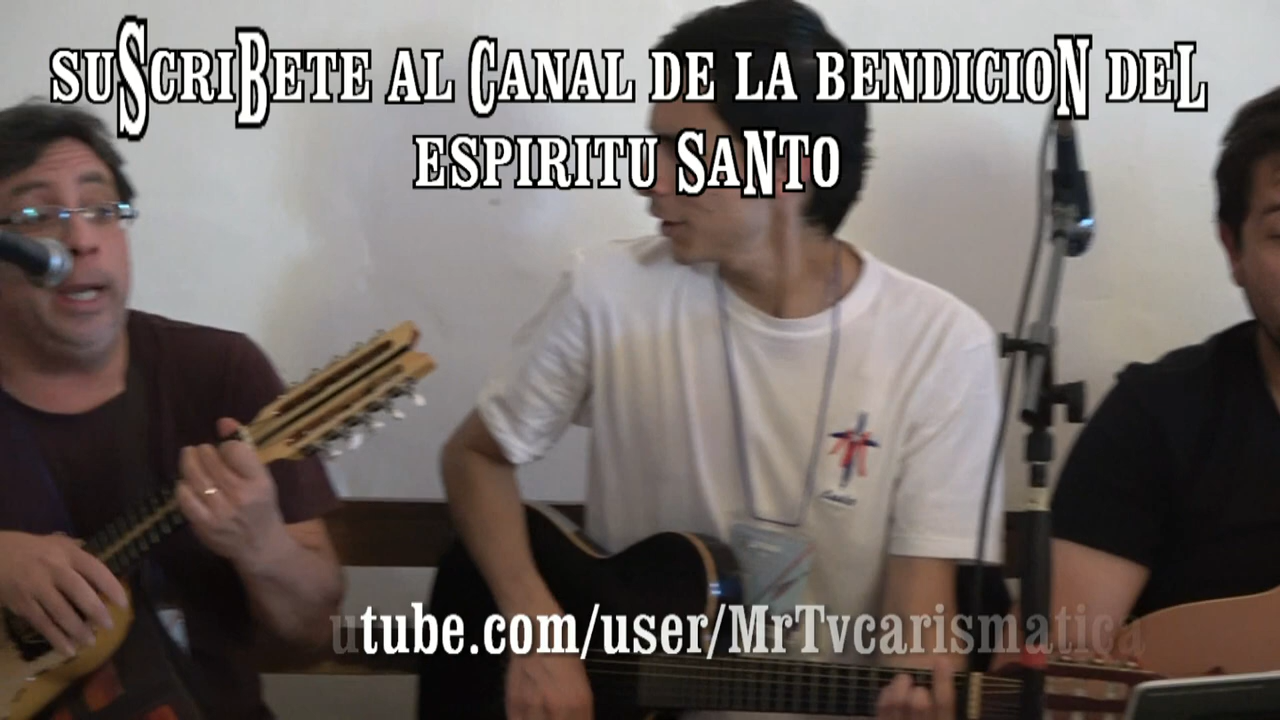 suScriBete al Canal de la bendicioN deL
espiritu SaNto
utube.com/user/MrTvcarismatica